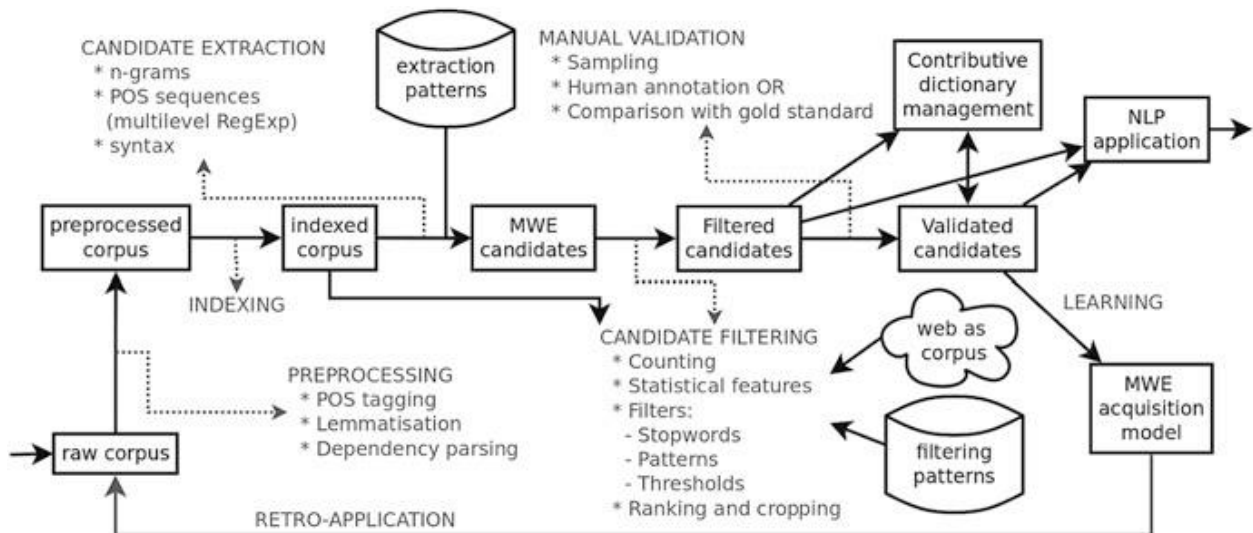 CANDIDATE EXTRACTION
* n-grams
* POS sequences
(multilevel RegExp)
* syntax
extraction
patterns
MANUAL VALIDATION
* Sampling
* Human annotation OR
* Comparison with gold standard
Contributive
dictionary
management
NLP
application
preprocessed
corpus
indexed
corpus
MWE
candidates
Filtered
candidates
Validated
candidates
INDEXING
LEARNING
PREPROCESSING
* POS tagging
* Lemmatisation
* Dependency parsing
CANDIDATE FILTERING
* Counting
* Statistical features
* Filters:
- Stopwords
- Patterns
- Thresholds
* Ranking and cropping
web as
corpus
filtering
patterns
MWE
acquisition
model
raw corpus
RETRO-APPLICATION